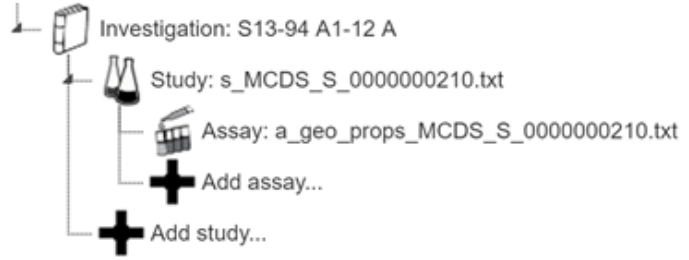 Investigation: S13-94 A1-12 A
Study: s_MCDS_S_0000000210.txt
Assay: a_geo_props_MCDS_S_0000000210.txt
Add assay...
Add study...